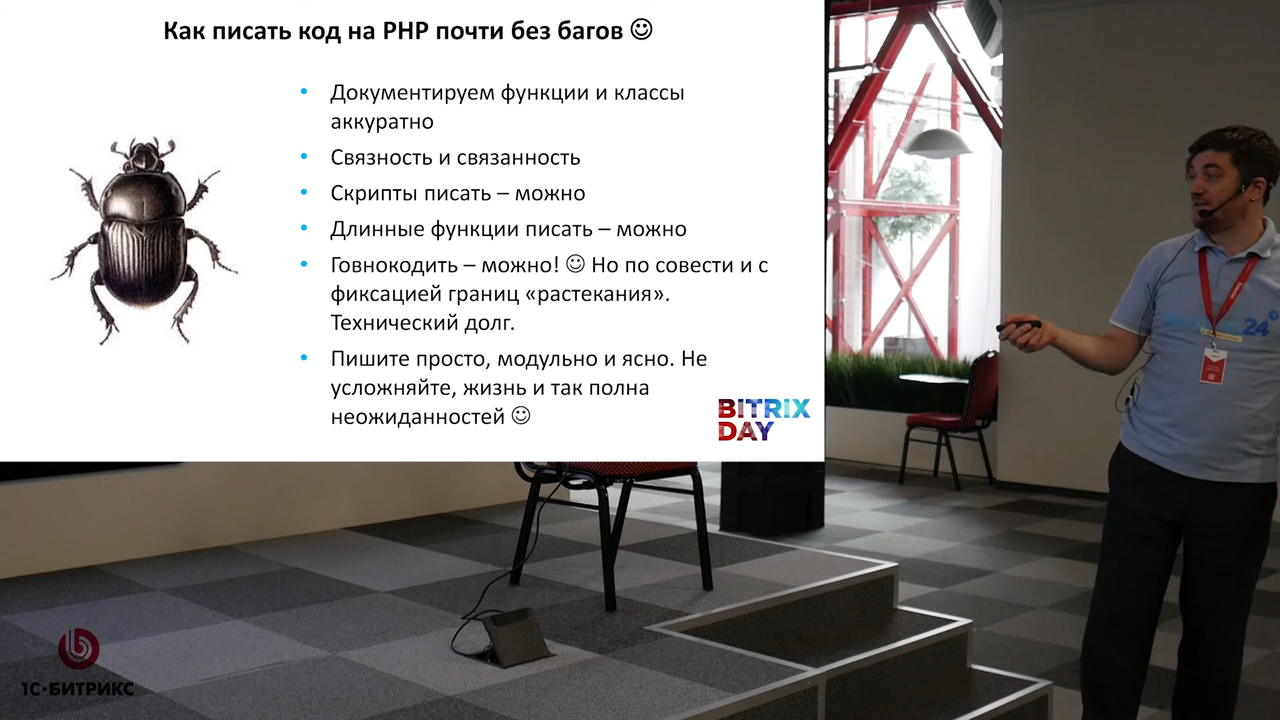 Как писать код на PHP почти без багов ☺
• Документируем функции и классы
аккуратно
• Связность и связанность
• Скрипты писать – можно
• Длинные функции писать – можно
• Говнокодить – можно! ☺ Но по совести и с
фиксацией границ «растекания».
Технический долг.
• Пишите просто, модульно и ясно. Не
усложняйте, жизнь и так полна
неожиданностей ☺
BITRIX
DAY
24
1С·БИТРИКС